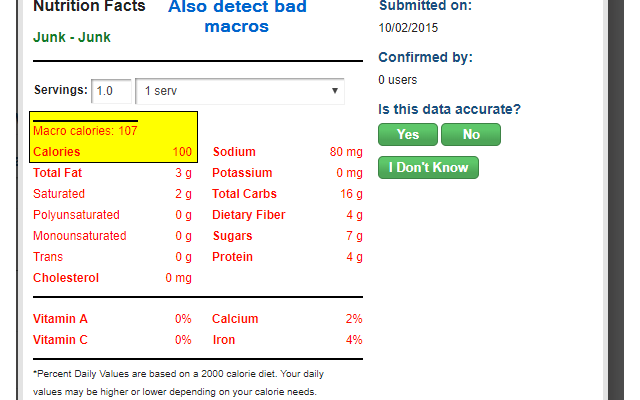 Nutrition Facts
Also detect bad
macros
Junk - Junk
Servings: 1.0 1 serv
Macro calories; 107
Calories 100 Sodium 80 mg
Total Fat 3 g Potassium 0 mg
Saturated 2 g Total Carbs 16 g
Polyunsaturated 0 g Dietary Fiber 4 g
Monounsaturated 0 g Sugars 7 g
Trans 0 g Protein 4 g
Cholesterol 0 mg
Vitamin A 0% Calcium 2%
Vitamin C 0% Iron 4%
*Percent Daily Values are based on a 2000 calorie diet. Your daily
values may be higher or lower depending on your calorie needs.
Submitted on:
10/02/2015
Confirmed by:
0 users
Is this data accurate?
Yes No
I Don't Know